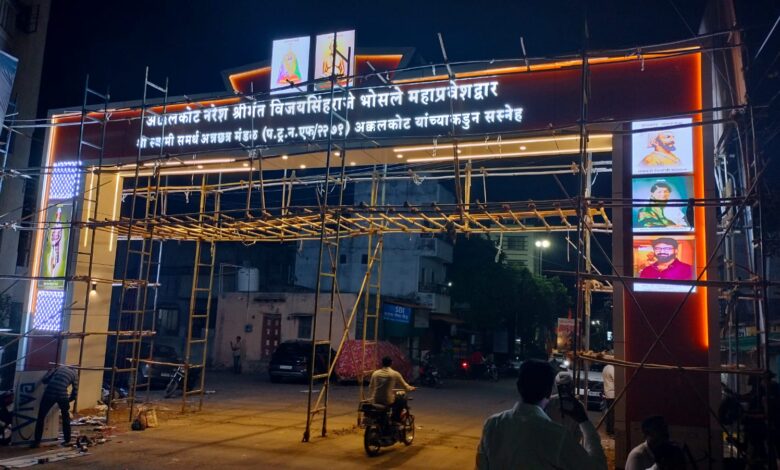 अक्कलकोट नरेश श्रीमंत विजयसिंहराजे भोसले महाप्रवेशद्वार
श्री स्वामी समर्थ अन्नछत्र मंडळ (प.ट्र.न.एफ/२२७१) अक्कलकोट यांच्याकडुन सस्नेह
SBI